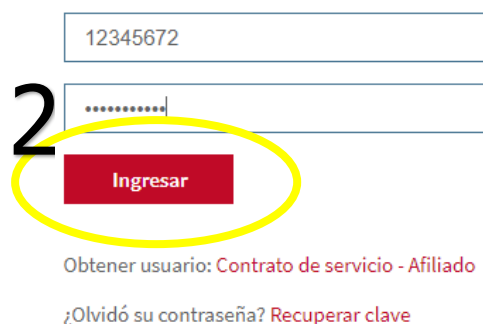 12345672
2
•••••••••••
Ingresar
Obtener usuario: Contrato de servicio - Afiliado
¿Olvidó su contraseña? Recuperar clave